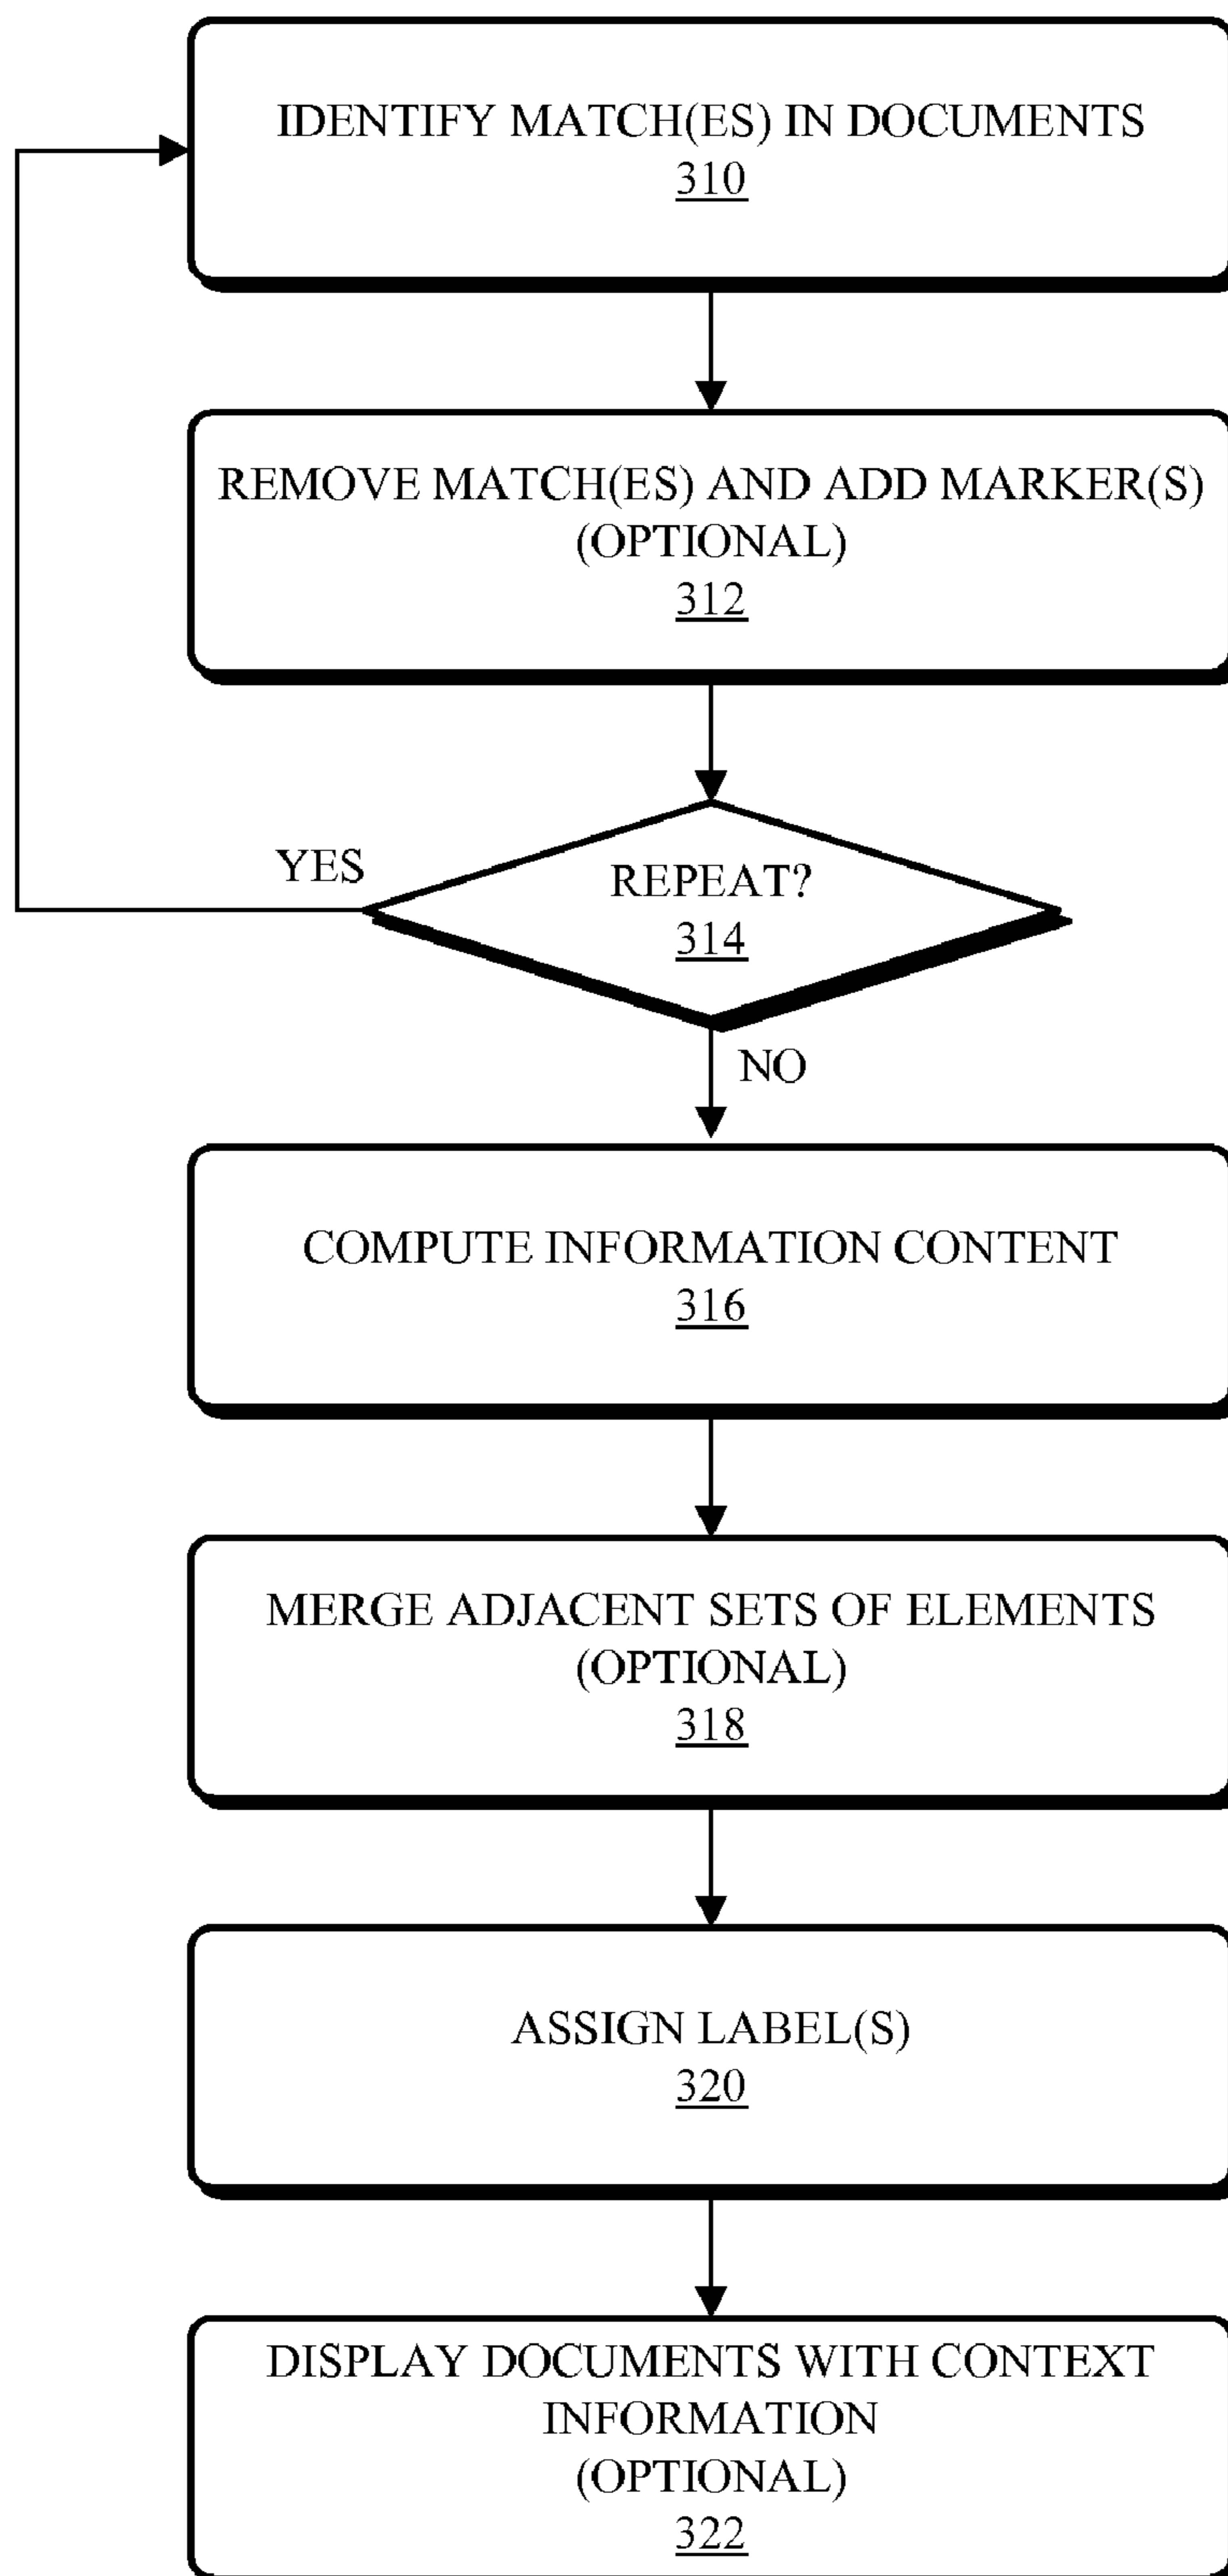 IDENTIFY MATCH(ES) IN DOCUMENTS
310
REMOVE MATCH(ES) AND ADD MARKER(S)
(OPTIONAL)
312
YES
REPEAT?
314
NO
COMPUTE INFORMATION CONTENT
316
MERGE ADJACENT SETS OF ELEMENTS
(OPTIONAL)
318
ASSIGN LABEL(S)
320
DISPLAY DOCUMENTS WITH CONTEXT
INFORMATION
(OPTIONAL)
322